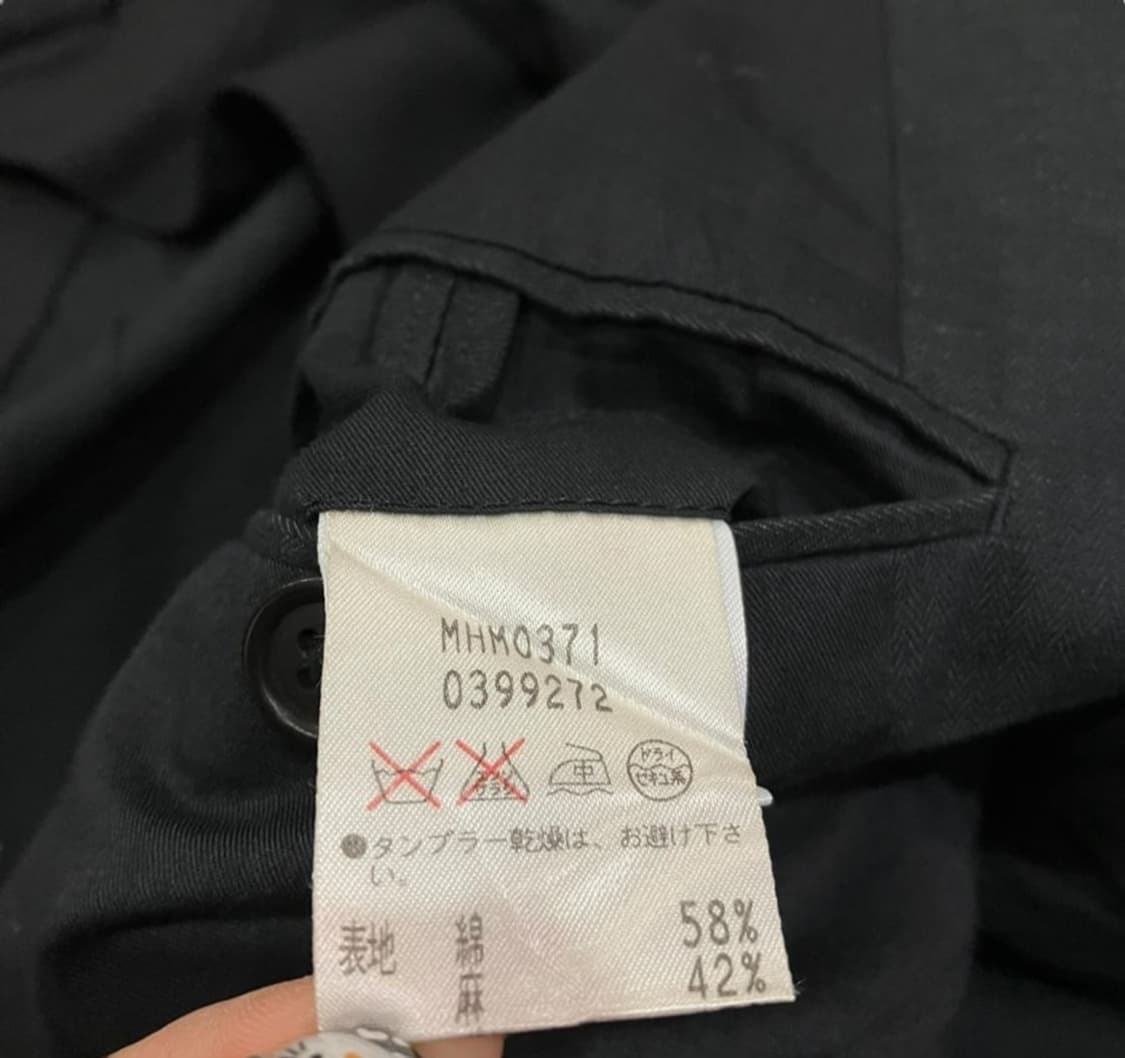 MHM0371
0399272
中 ドライ
セキユ系
●タンブラー乾燥は、お避け下さ
い。
表地 綿 58%
麻 42%